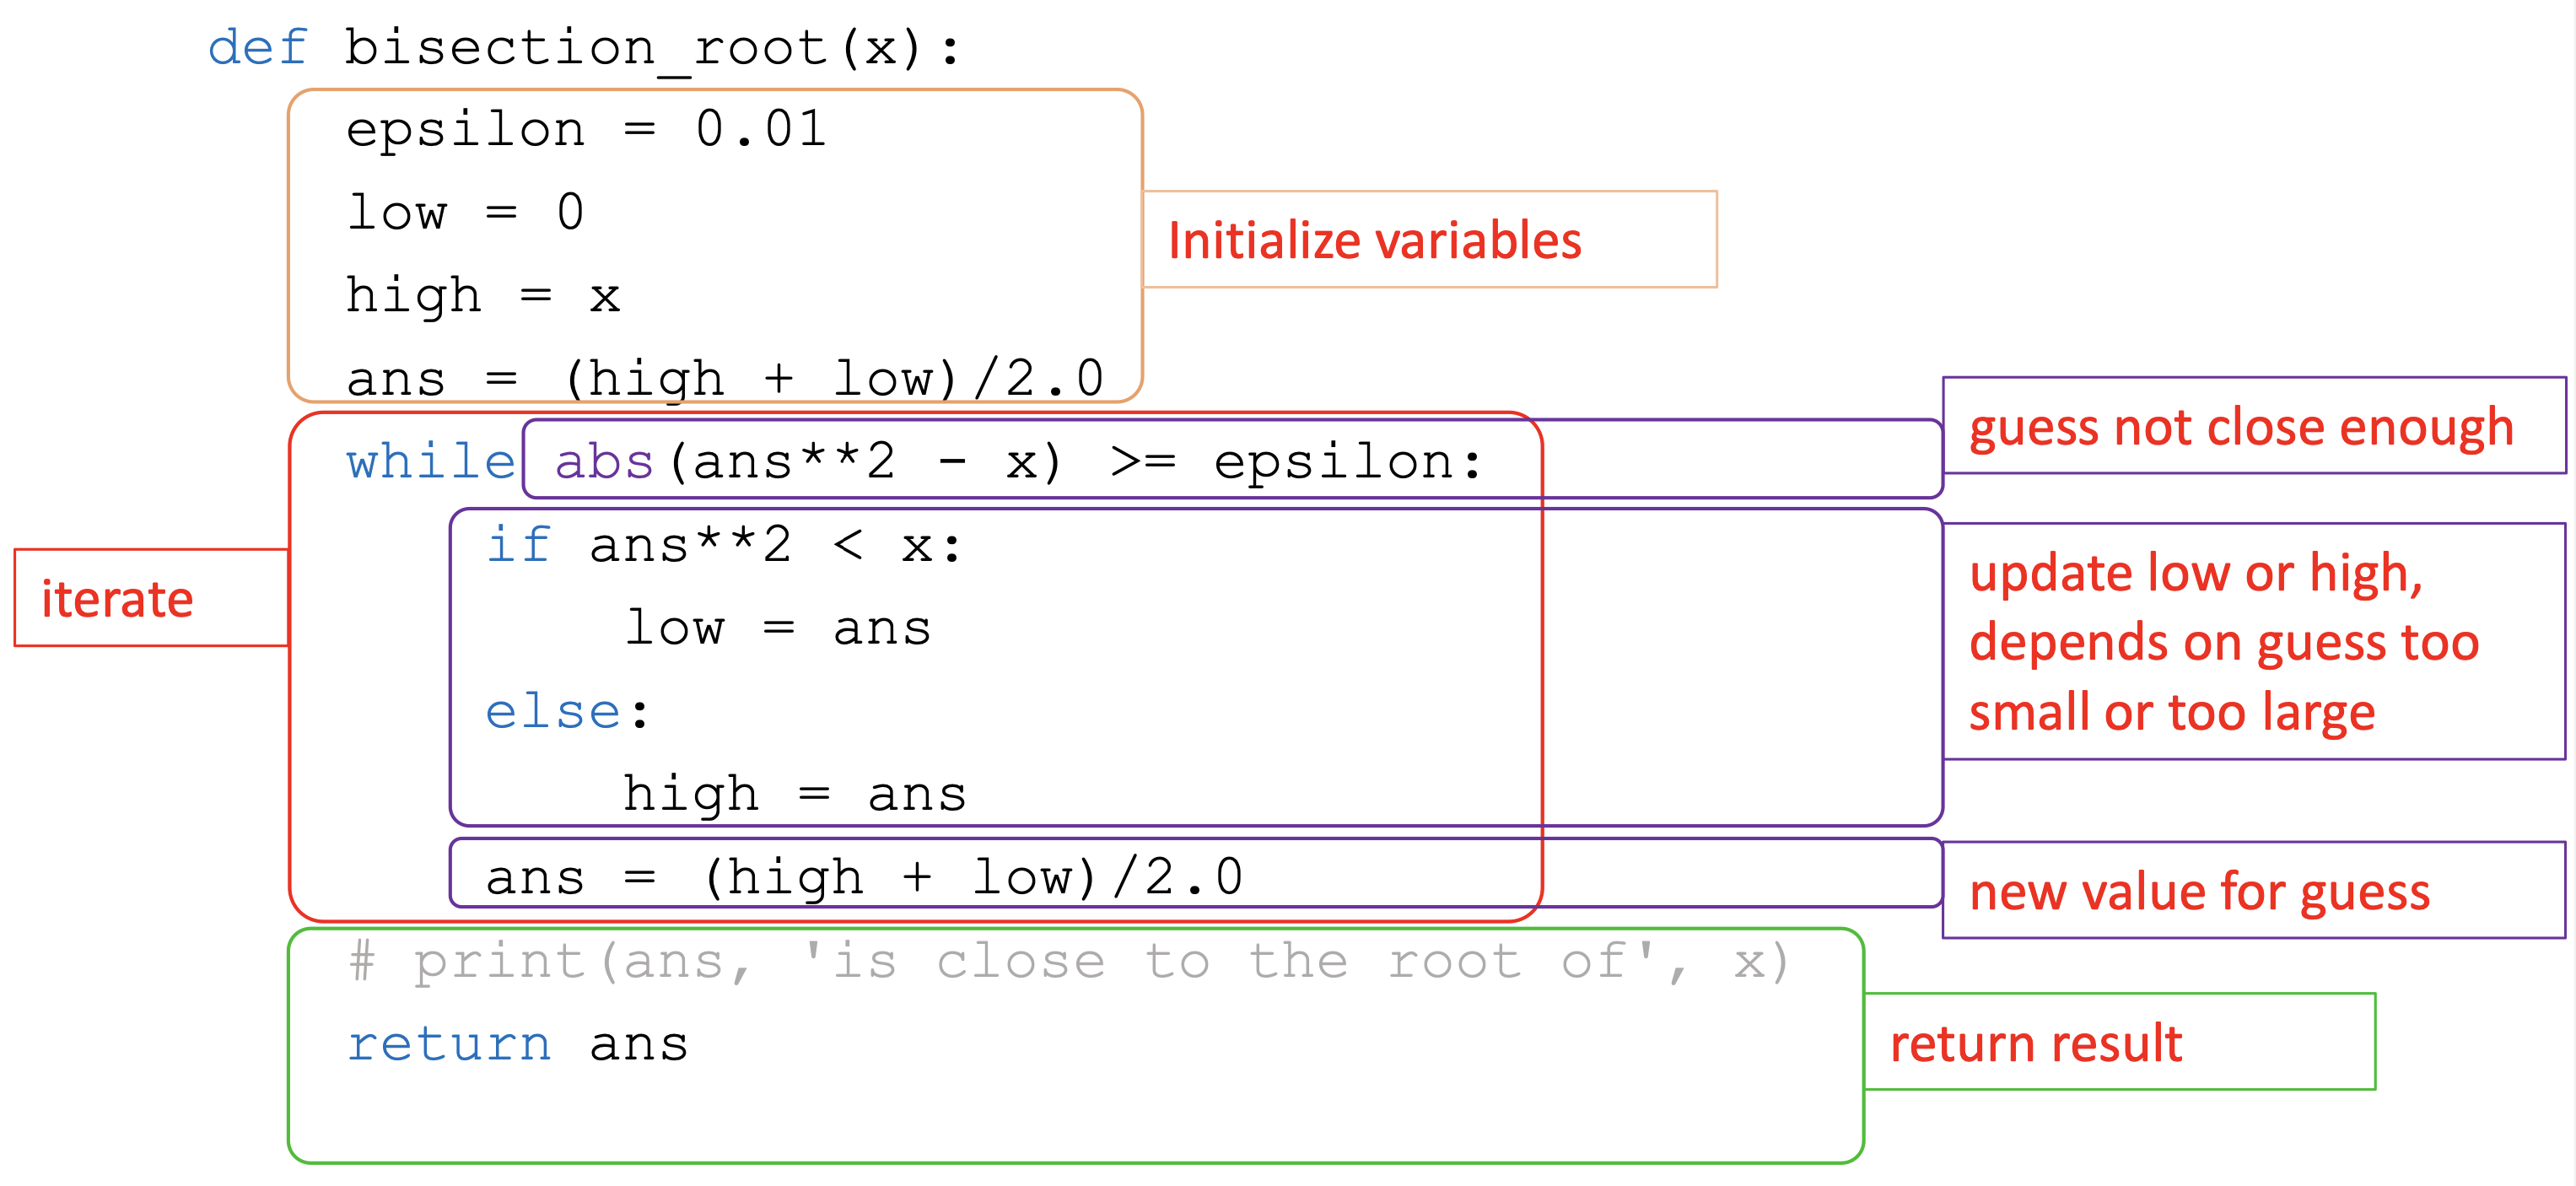 def bisection_root(x):
epsilon = 0.01
low = 0
Initialize variables
high = x
ans = (high + low)/2.0
guess not close enough
while abs(ans**2 - x) >= epsilon:
if ans**2 < x:
update low or high,
iterate
low = ans
depends on guess too
else:
small or too large
high = ans
ans = (high + low)/2.0
new value for guess
# print(ans, 'is close to the root of', x)
return ans
return result